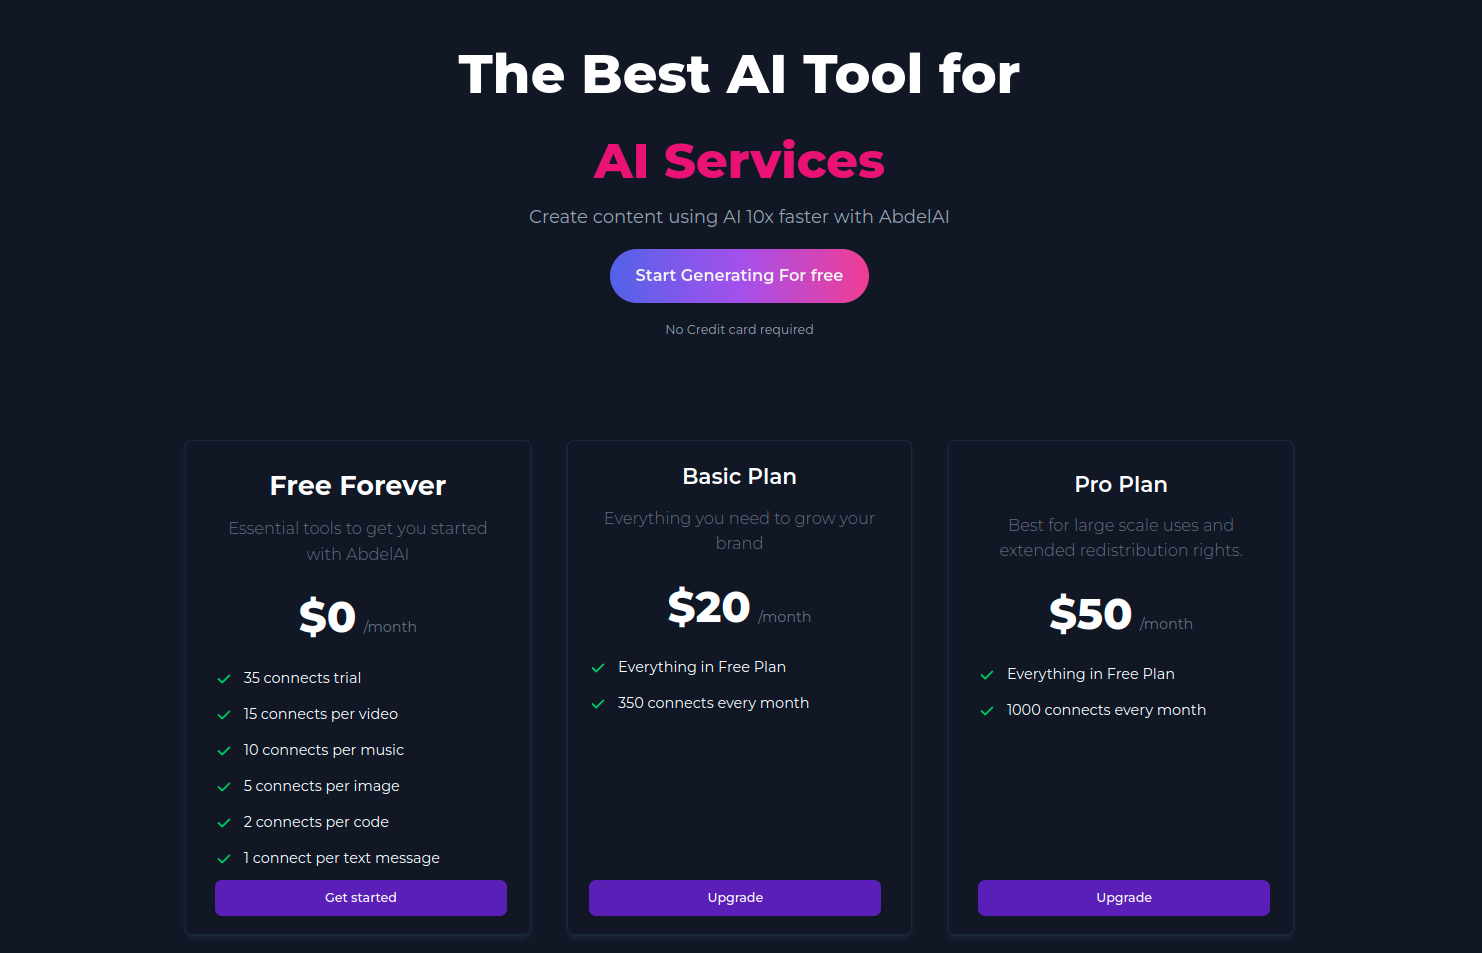 The Best AI Tool for
AI Services
Create content using AI 10x faster with AbdelAI
Start Generating For free
No Credit card required
Free Forever
Essential tools to get you started
with AbdelAI
$0 /month
35 connects trial
15 connects per video
10 connects per music
5 connects per image
2 connects per code
1 connect per text message
Get started
Basic Plan
Everything you need to grow your
brand
$20 /month
Everything in Free Plan
350 connects every month
Upgrade
Pro Plan
Best for large scale uses and
extended redistribution rights.
$50 /month
Everything in Free Plan
1000 connects every month
Upgrade